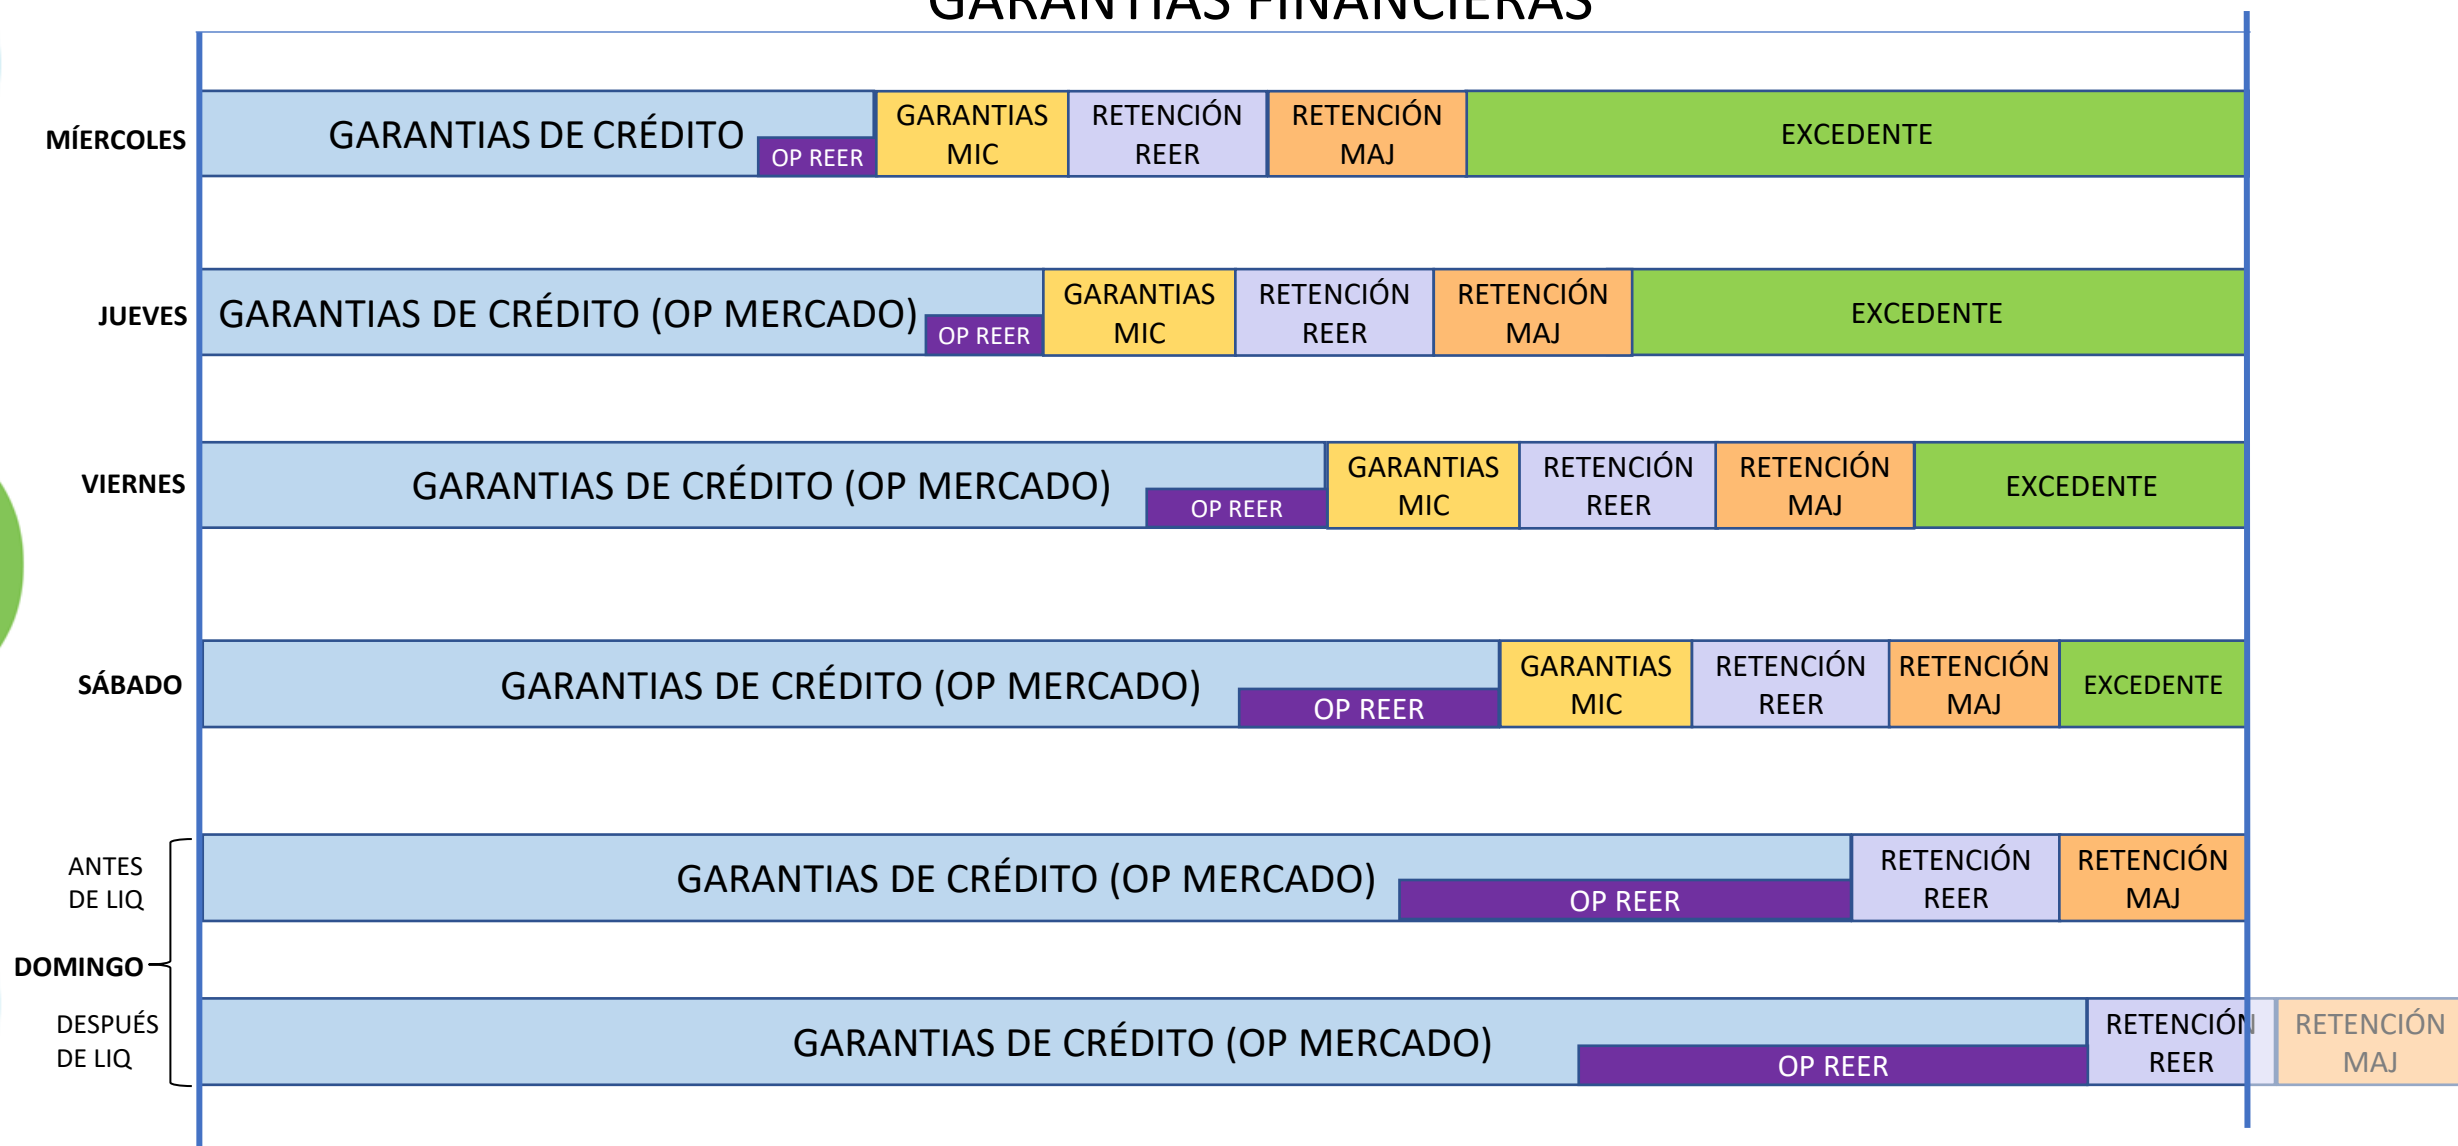 GARANTIAS FINANCIERAS
MÍERCOLES
GARANTIAS DE CRÉDITO
OP REER
GARANTIAS
MIC
RETENCIÓN
REER
RETENCIÓN
MAJ
EXCEDENTE
JUEVES
GARANTIAS DE CRÉDITO (OP MERCADO)
OP REER
GARANTIAS
MIC
RETENCIÓN
REER
RETENCIÓN
MAJ
EXCEDENTE
VIERNES
GARANTIAS DE CRÉDITO (OP MERCADO)
OP REER
GARANTIAS
MIC
RETENCIÓN
REER
RETENCIÓN
MAJ
EXCEDENTE
SÁBADO
GARANTIAS DE CRÉDITO (OP MERCADO)
OP REER
GARANTIAS
MIC
RETENCIÓN
REER
RETENCIÓN
MAJ
EXCEDENTE
DOMINGO
ANTES
DE LIQ
GARANTIAS DE CRÉDITO (OP MERCADO)
OP REER
RETENCIÓN
REER
RETENCIÓN
MAJ
DESPUÉS
DE LIQ
GARANTIAS DE CRÉDITO (OP MERCADO)
OP REER
RETENCIÓN
REER
RETENCIÓN
MAJ